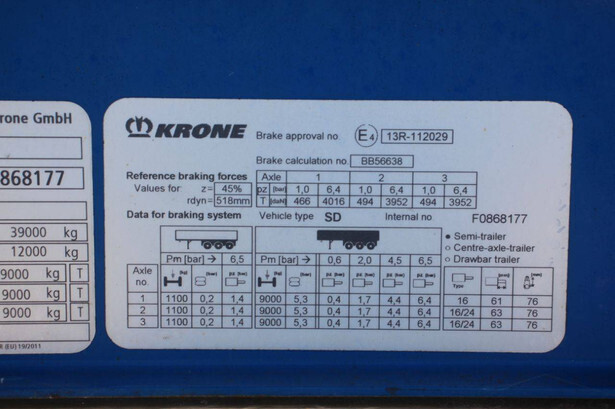 Krone GmbH
868177
39000 kg
12000 kg
9000 kg T
9000 kg T
9000 kg T
(EU) 19/2011
KRONE
Brake approval no. E4 13R-112029
Brake calculation no. BB56638
Reference braking forces Axle 1 2 3
Values for z= 45% pz [bar] 1,0 6,4 1,0 6,4 1,0 6,4
rdyn= 518mm T [daN] 466 4016 494 3952 494 3952
Data for braking system Vehicle type SD Internal no F0868177
Semi-trailer
Centre-axle-trailer
Drawbar trailer
Pm [bar] → 6,5 Pm [bar] → 0,6 2,0 4,5 6,5
Axle no.
Type
1 1100 0,2 1,4 9000 5,3 0,4 1,7 4,4 6,4 16 61 76
2 1100 0,2 1,4 9000 5,3 0,4 1,7 4,4 6,4 16/24 63 76
3 1100 0,2 1,4 9000 5,3 0,4 1,7 4,4 6,4 16/24 63 76